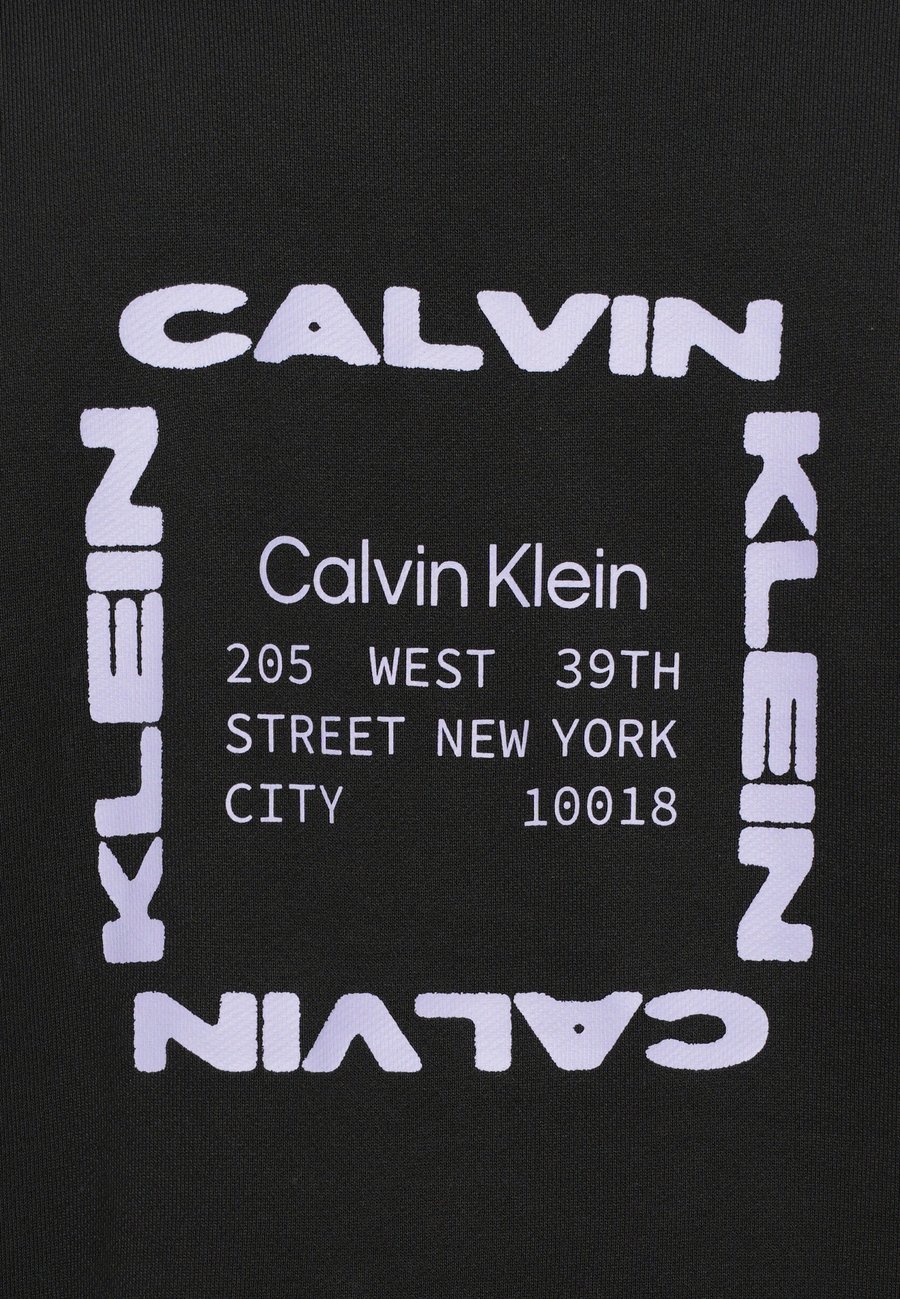 CALVIN
KLEIN
KLEIN
Calvin Klein
205 WEST 39TH
STREET NEW YORK
CITY 10018
CALVIN